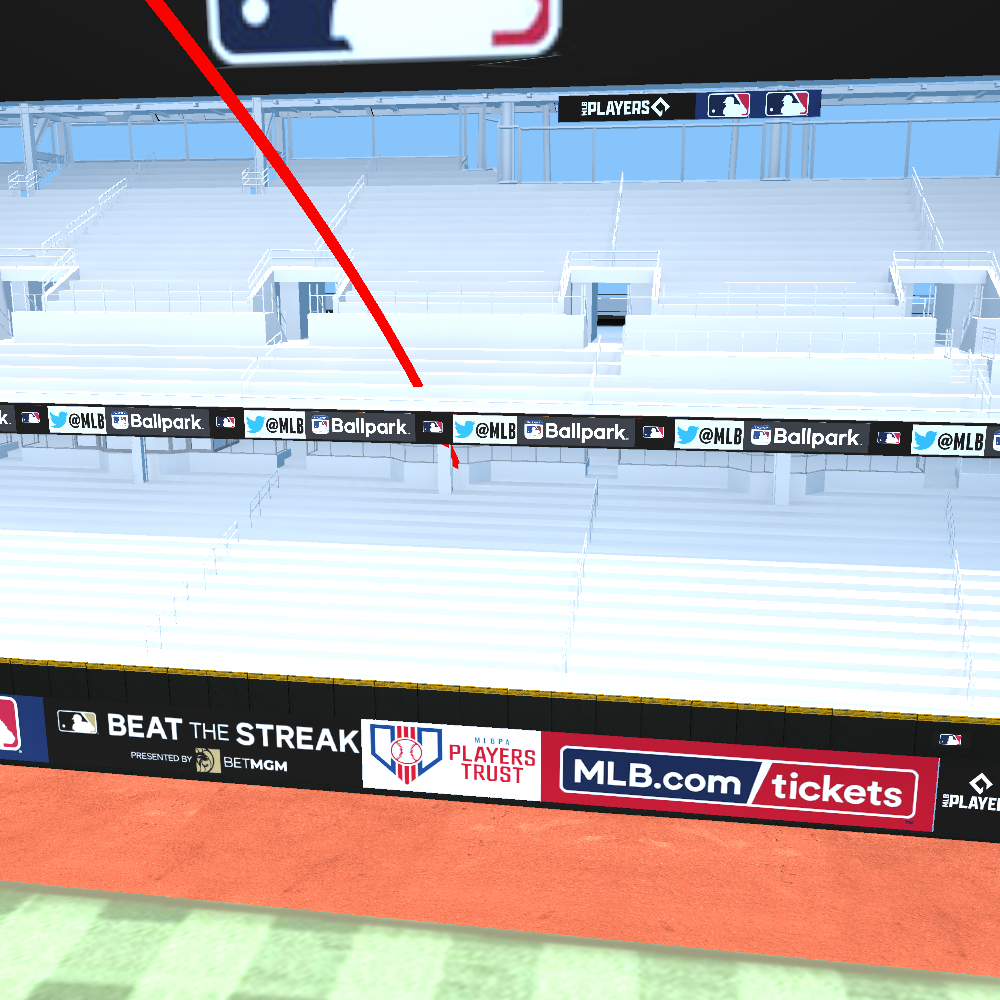 MLB PLAYERS
k.
@MLB
Ballpark.
@MLB
Ballpark.
@MLB
Ballpark.
@MLB
Ballpark.
@MLB
BEAT THE STREAK
PRESENTED BY BETMGM
MLBPA
PLAYERS
TRUST
MLB.com/tickets
MLB PLAYE